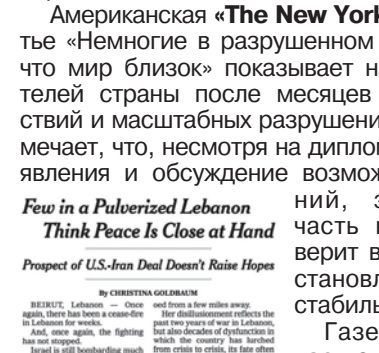 Американская «The New York
тье «Немногие в разрушенном
что мир близок» показывает н
телей страны после месяцев
ствий и масштабных разрушени
мечает, что, несмотря на диплом
явления и обсуждение возмож
ний, з
часть
верит в
становл
стабиль
Газе
Few in a Pulverized Lebanon
Think Peace Is Close at Hand
Prospect of U.S.-Iran Deal Doesn't Raise Hopes
By CHRISTINA GOLDBAUM
BEIRUT, Lebanon — Once
again, there has been a cease-fire
in Lebanon for weeks.
And, once again, the fighting
has not stopped.
Israel is still bombarding much
oed from a few miles away.
Her disillusionment reflects the
past two years of war in Lebanon,
but also decades of dysfunction in
which the country has lurched
from crisis to crisis, its fate often